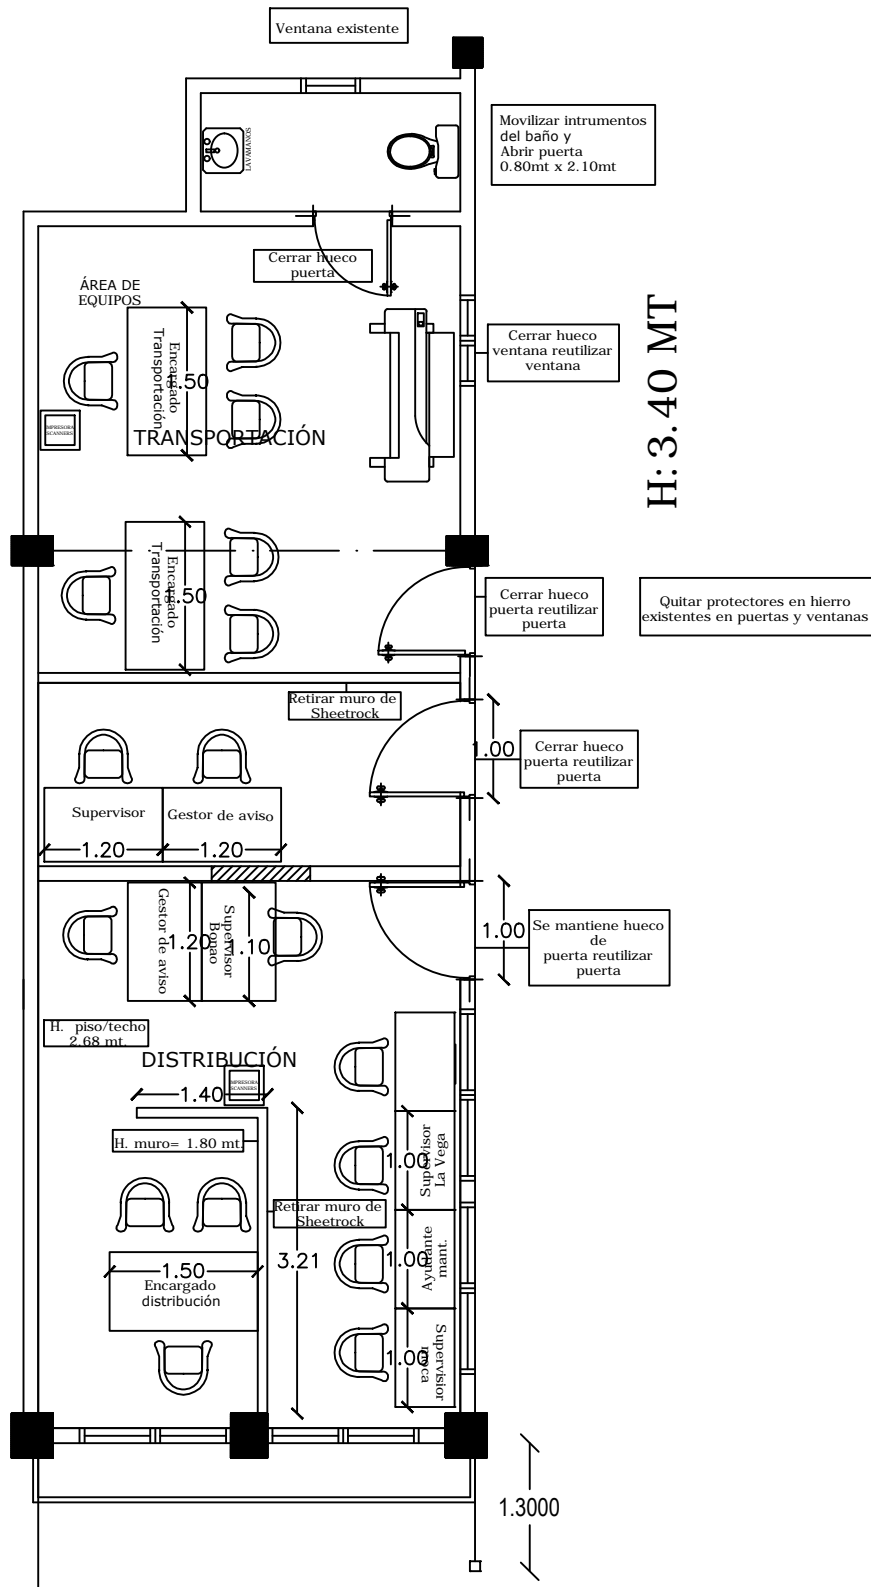 Ventana existente
Movilizar intrumentos
del baño y
Abrir puerta
0.80mt x 2.10mt
LAVAMANOS
Cerrar hueco
puerta
ÁREA DE
EQUIPOS
Encargado
Transportación
1.50
IMPRESORA
SCANNERS
TRANSPORTACIÓN
Cerrar hueco
ventana reutilizar
ventana
H: 3.40 MT
Encargado
Transportación
1.50
Cerrar hueco
puerta reutilizar
puerta
Quitar protectores en hierro
existentes en puertas y ventanas
Retirar muro de
Sheetrock
1.00
Cerrar hueco
puerta reutilizar
puerta
Supervisor
Gestor de aviso
1.20
1.20
Gestor de aviso
1.20
Supervisor
Bonao
1.10
1.00
Se mantiene hueco
de
puerta reutilizar
puerta
H. piso/techo
2.68 mt.
DISTRIBUCIÓN
IMPRESORA
SCANNERS
1.40
H. muro= 1.80 mt.
Supervisor
La Vega
1.00
Retirar muro de
Sheetrock
3.21
Ayudante
mant.
1.00
1.50
Encargado
distribución
Supervisior
moca
1.00
1.3000